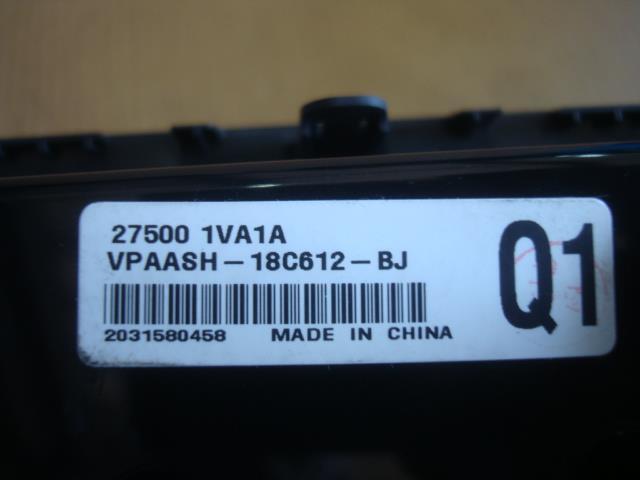 27500 1VA1A
VPAASH-18C612-BJ
2031580458 MADE IN CHINA
Q1